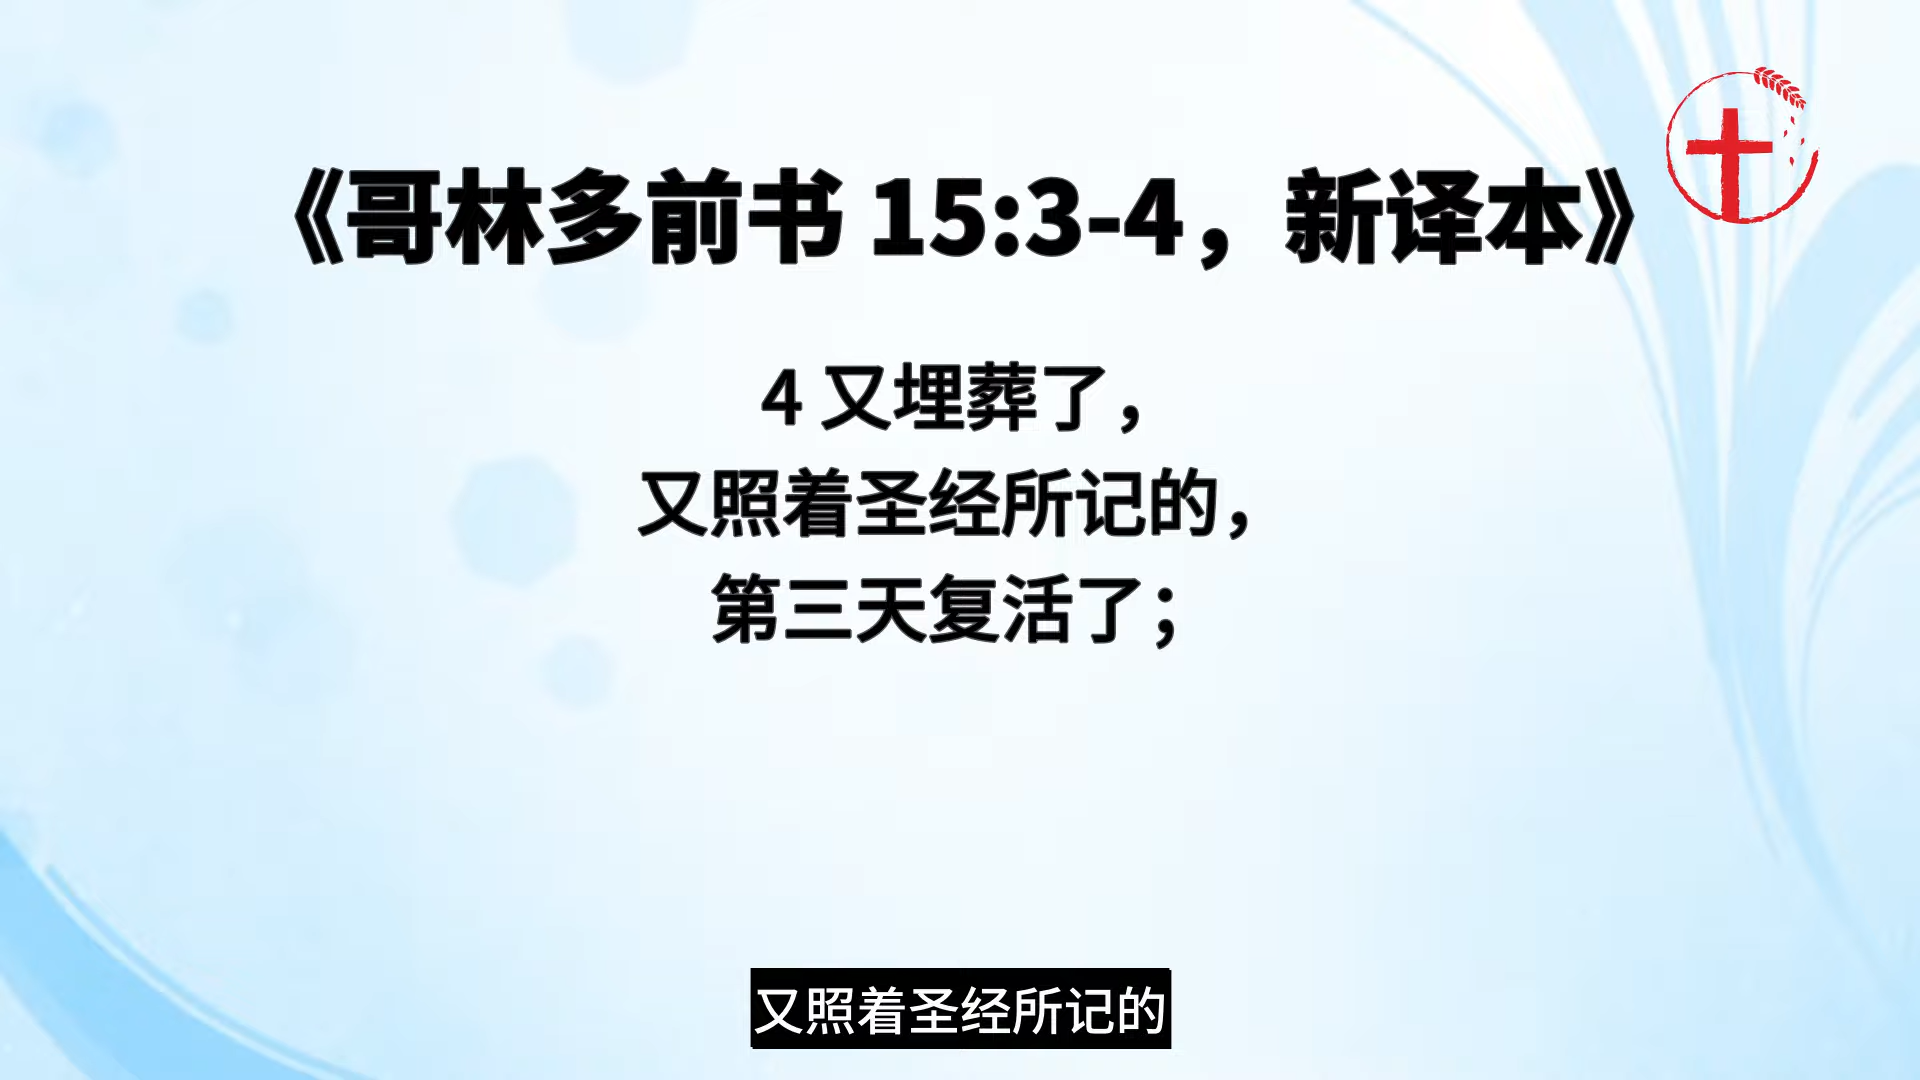 《哥林多前书 15:3-4，新译本》
4 又埋葬了，
又照着圣经所记的，
第三天复活了；
又照着圣经所记的